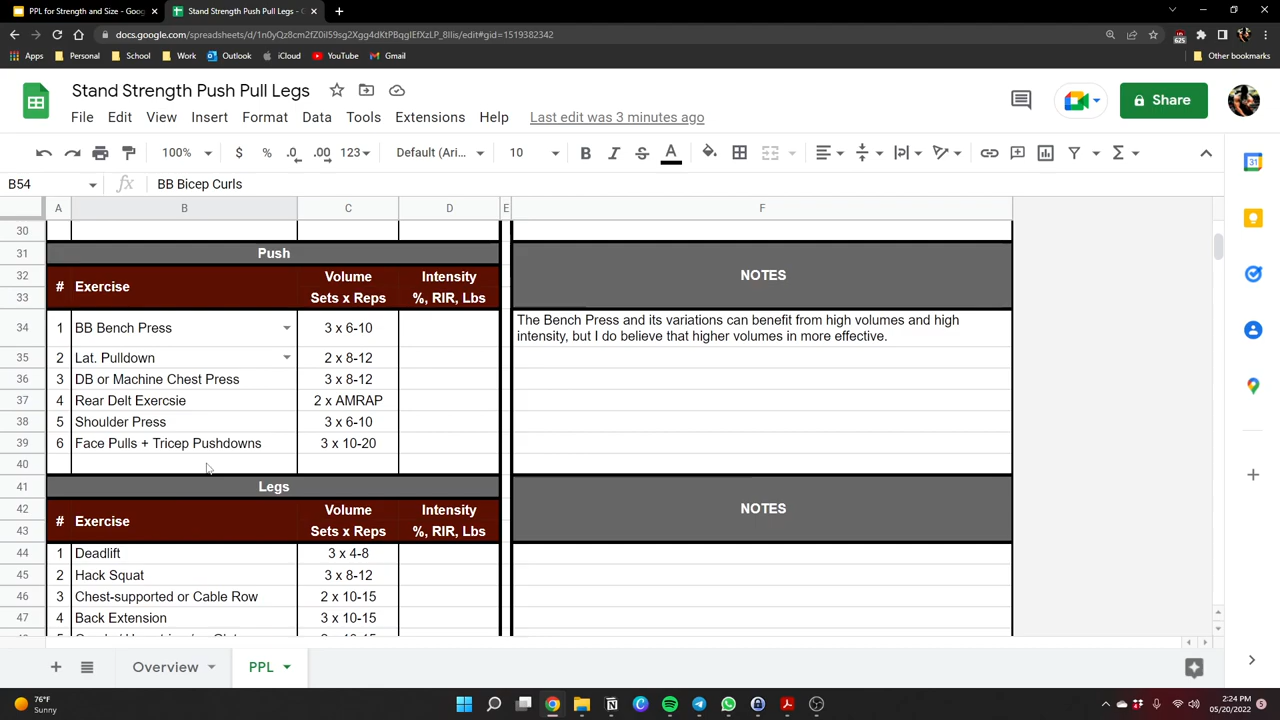 PPL for Strength and Size - Goog
Stand Strength Push Pull Legs - G
docs.google.com/spreadsheets/d/1n0yQz8cm2fZ0iI59sg2Xgg4dKtPBqgIEfXzLP_8Ilis/edit#gid=1519382342
Apps Personal School Work Outlook iCloud YouTube Gmail Other bookmarks
Stand Strength Push Pull Legs
Share
File Edit View Insert Format Data Tools Extensions Help Last edit was 3 minutes ago
100% $ % .0 .00 123 Default (Ari... 10
B54 fx BB Bicep Curls
A B C D E F
30
31 Push
32 # Exercise Volume Intensity NOTES
33 Sets x Reps %, RIR, Lbs
34 1 BB Bench Press 3 x 6-10 The Bench Press and its variations can benefit from high volumes and high
intensity, but I do believe that higher volumes in more effective.
35 2 Lat. Pulldown 2 x 8-12
36 3 DB or Machine Chest Press 3 x 8-12
37 4 Rear Delt Exercsie 2 x AMRAP
38 5 Shoulder Press 3 x 6-10
39 6 Face Pulls + Tricep Pushdowns 3 x 10-20
40
41 Legs
42 # Exercise Volume Intensity NOTES
43 Sets x Reps %, RIR, Lbs
44 1 Deadlift 3 x 4-8
45 2 Hack Squat 3 x 8-12
46 3 Chest-supported or Cable Row 2 x 10-15
47 4 Back Extension 3 x 10-15
Overview PPL
76°F
Sunny
2:24 PM
05/20/2022